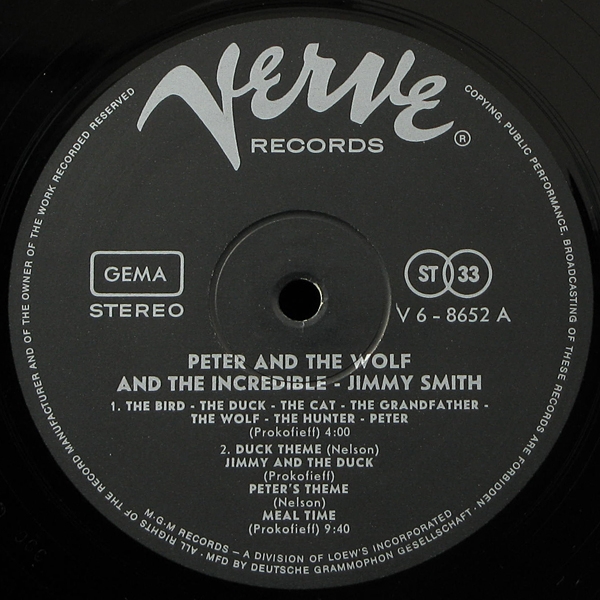 Verve
RECORDS ®
GEMA
STEREO
ST 33
V 6 - 8652 A
PETER AND THE WOLF
AND THE INCREDIBLE - JIMMY SMITH
1. THE BIRD - THE DUCK - THE CAT - THE GRANDFATHER -
THE WOLF - THE HUNTER - PETER
(Prokofieff) 4:00
2. DUCK THEME (Nelson)
JIMMY AND THE DUCK
(Prokofieff)
PETER'S THEME
(Nelson)
MEAL TIME
(Prokofieff) 9:40
M.G.M RECORDS – A DIVISION OF LOEW'S INCORPORATED
ALL RIGHTS OF THE RECORD MANUFACTURER AND OF THE OWNER OF THE WORK RECORDED RESERVED
COPYING, PUBLIC PERFORMANCE, BROADCASTING OF THESE RECORDS ARE FORBIDDEN · MFD BY DEUTSCHE GRAMMOPHON GESELLSCHAFT ·